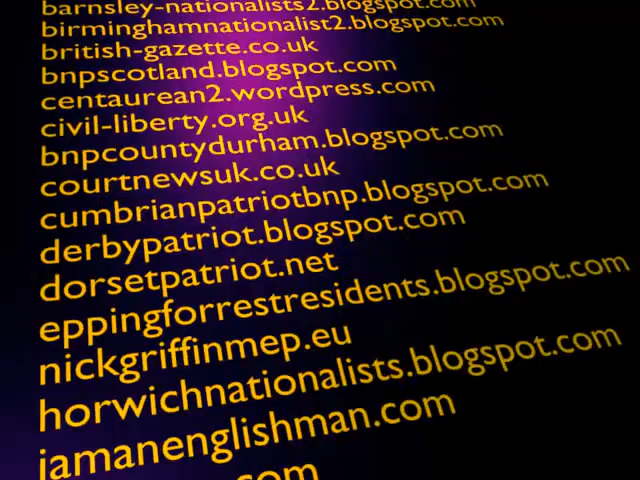 barnsley-nationalists2.blogspot.com
birminghamnationalist2.blogspot.com
british-gazette.co.uk
bnpscotland.blogspot.com
centaurean2.wordpress.com
civil-liberty.org.uk
bnpcountydurham.blogspot.com
courtnewsuk.co.uk
cumbrianpatriotbnp.blogspot.com
derbypatriot.blogspot.com
dorsetpatriot.net
eppingforrestresidents.blogspot.com
nickgriffinmep.eu
horwichnationalists.blogspot.com
iamanenglishman.com
.com